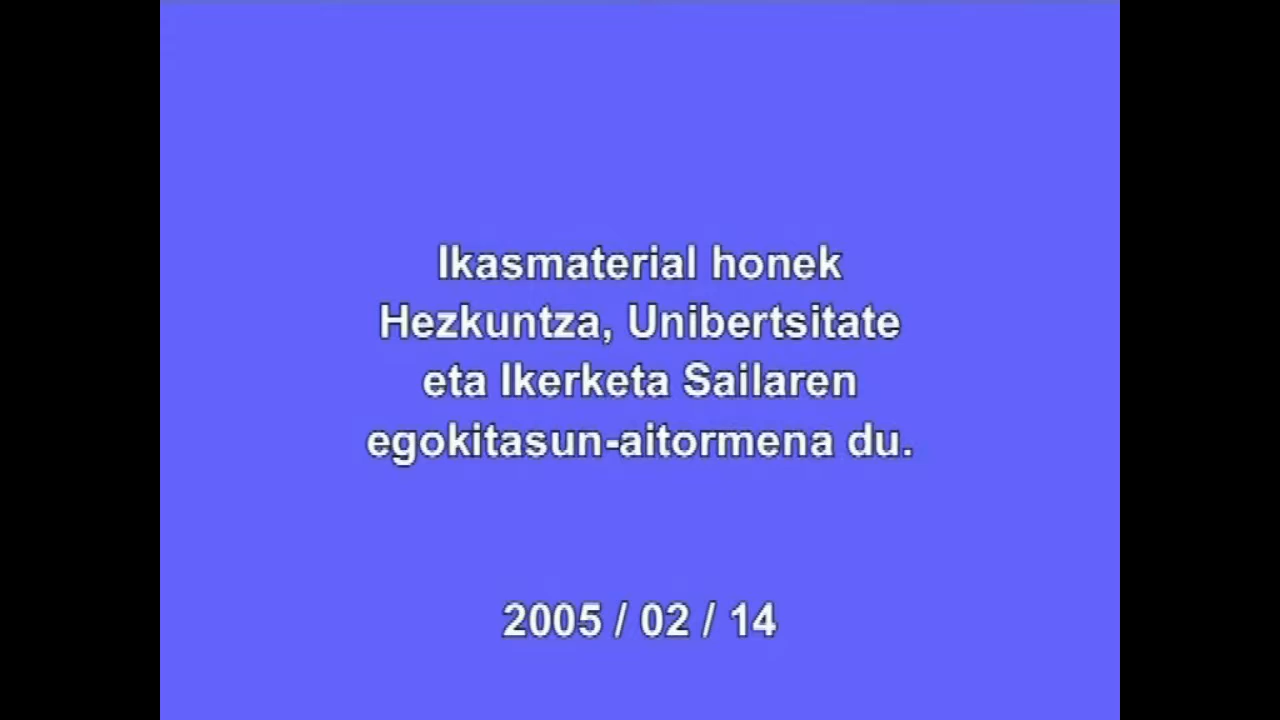 Ikasmaterial honek
Hezkuntza, Unibertsitate
eta Ikerketa Sailaren
egokitasun-aitormena du.
2005 / 02 / 14